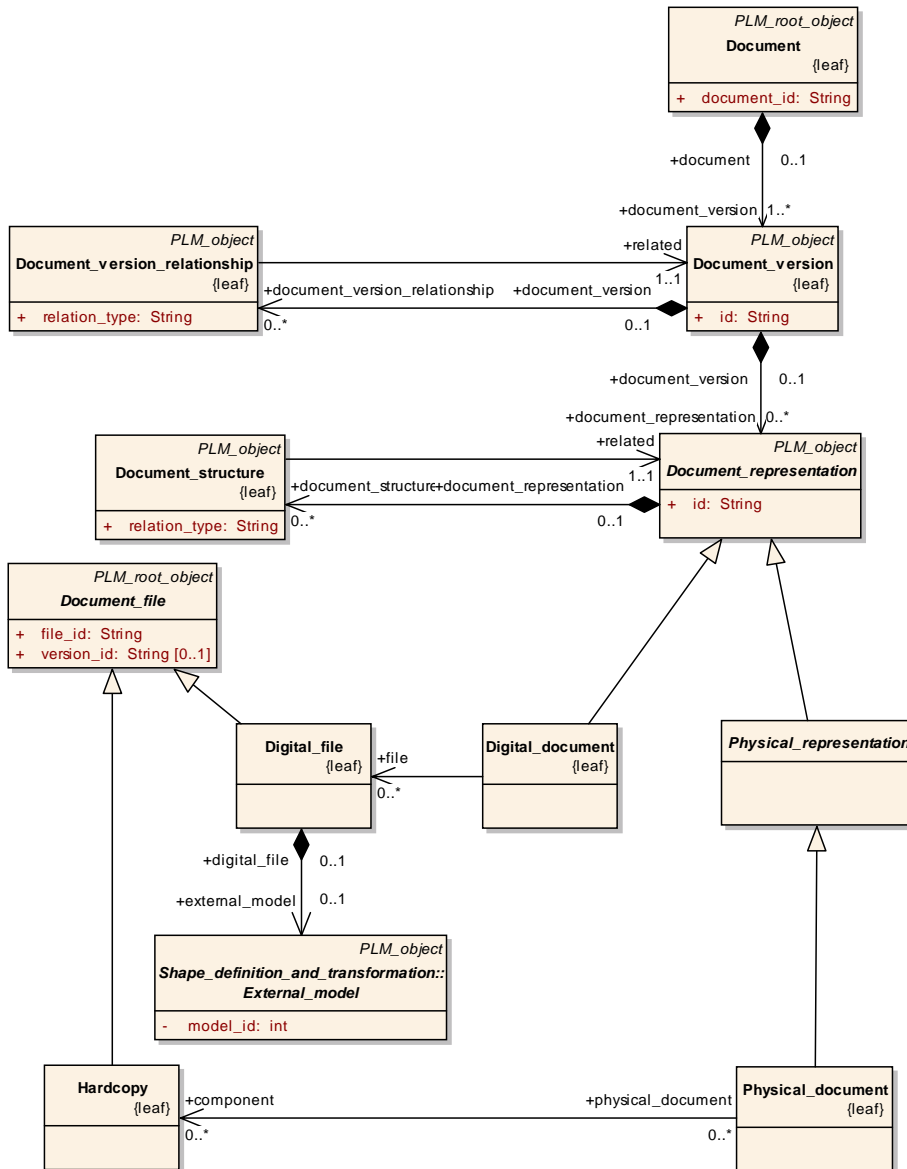 PLM_root_object
Document
{leaf}
+ document_id: String
+document 0..1
+document_version 1..*
PLM_object
Document_version_relationship
{leaf}
+ relation_type: String
+related
1..1
PLM_object
Document_version
{leaf}
+ id: String
+document_version_relationship +document_version
0..* 0..1
+document_version 0..1
+document_representation 0..*
PLM_object
Document_structure
{leaf}
+ relation_type: String
+related
1..1
PLM_object
Document_representation
+ id: String
+document_structure +document_representation
0..* 0..1
PLM_root_object
Document_file
+ file_id: String
+ version_id: String [0..1]
Digital_file
{leaf}
+file
0..*
Digital_document
{leaf}
Physical_representation
+digital_file 0..1
+external_model 0..1
PLM_object
Shape_definition_and_transformation::
External_model
- model_id: int
Hardcopy
{leaf}
+component +physical_document
0..* 0..*
Physical_document
{leaf}